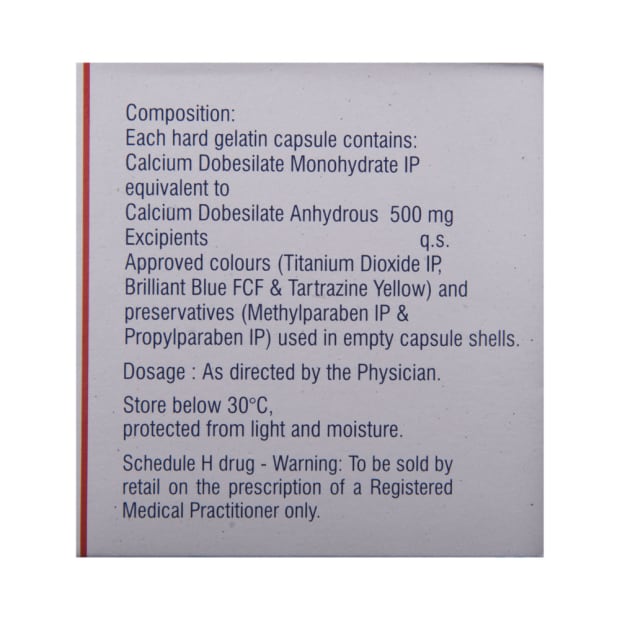 Composition:
Each hard gelatin capsule contains:
Calcium Dobesilate Monohydrate IP
equivalent to
Calcium Dobesilate Anhydrous 500 mg
Excipients q.s.
Approved colours (Titanium Dioxide IP,
Brilliant Blue FCF & Tartrazine Yellow) and
preservatives (Methylparaben IP &
Propylparaben IP) used in empty capsule shells.
Dosage : As directed by the Physician.
Store below 30°C,
protected from light and moisture.
Schedule H drug - Warning: To be sold by
retail on the prescription of a Registered
Medical Practitioner only.